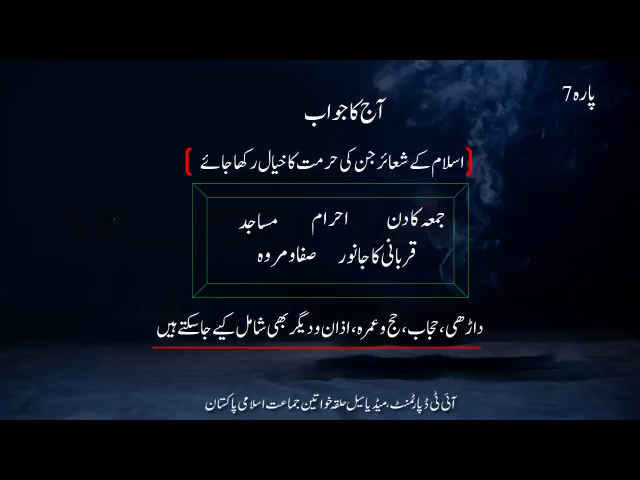 پارہ 7
آج کا جواب
(اسلام کے شعائر جن کی حرمت کا خیال رکھا جائے)
جمعہ کا دن احرام مساجد
قربانی کا جانور صفا و مروہ
داڑھی، حجاب، حج و عمرہ، اذان و دیگر بھی شامل کیے جا سکتے ہیں
آئی ٹی ڈپارٹمنٹ، میڈیا سیل حلقہ خواتین جماعت اسلامی پاکستان